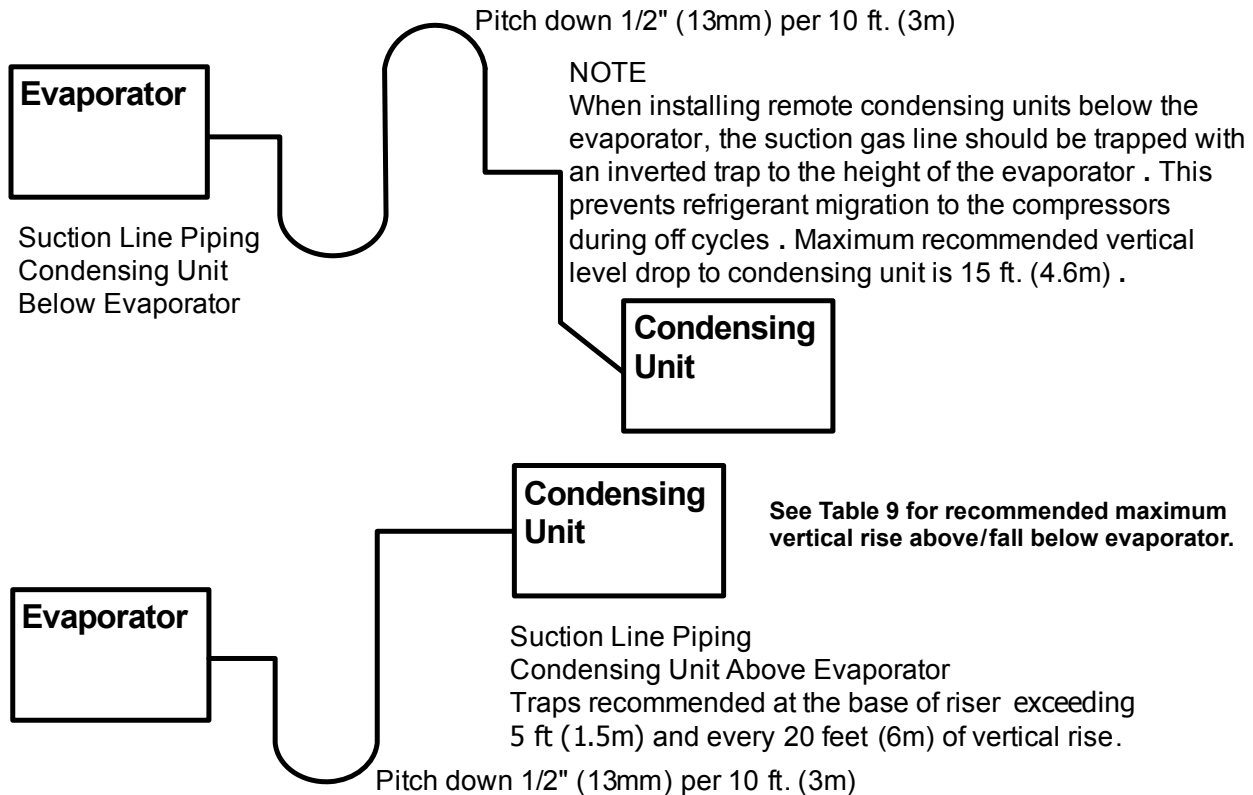 Pitch down 1/2" (13mm) per 10 ft. (3m)
Evaporator
NOTE
When installing remote condensing units below the
evaporator, the suction gas line should be trapped with
an inverted trap to the height of the evaporator . This
prevents refrigerant migration to the compressors
during off cycles . Maximum recommended vertical
level drop to condensing unit is 15 ft. (4.6m) .
Suction Line Piping
Condensing Unit
Below Evaporator
Condensing
Unit
Condensing
Unit
See Table 9 for recommended maximum
vertical rise above/fall below evaporator.
Evaporator
Suction Line Piping
Condensing Unit Above Evaporator
Traps recommended at the base of riser exceeding
5 ft (1.5m) and every 20 feet (6m) of vertical rise.
Pitch down 1/2" (13mm) per 10 ft. (3m)